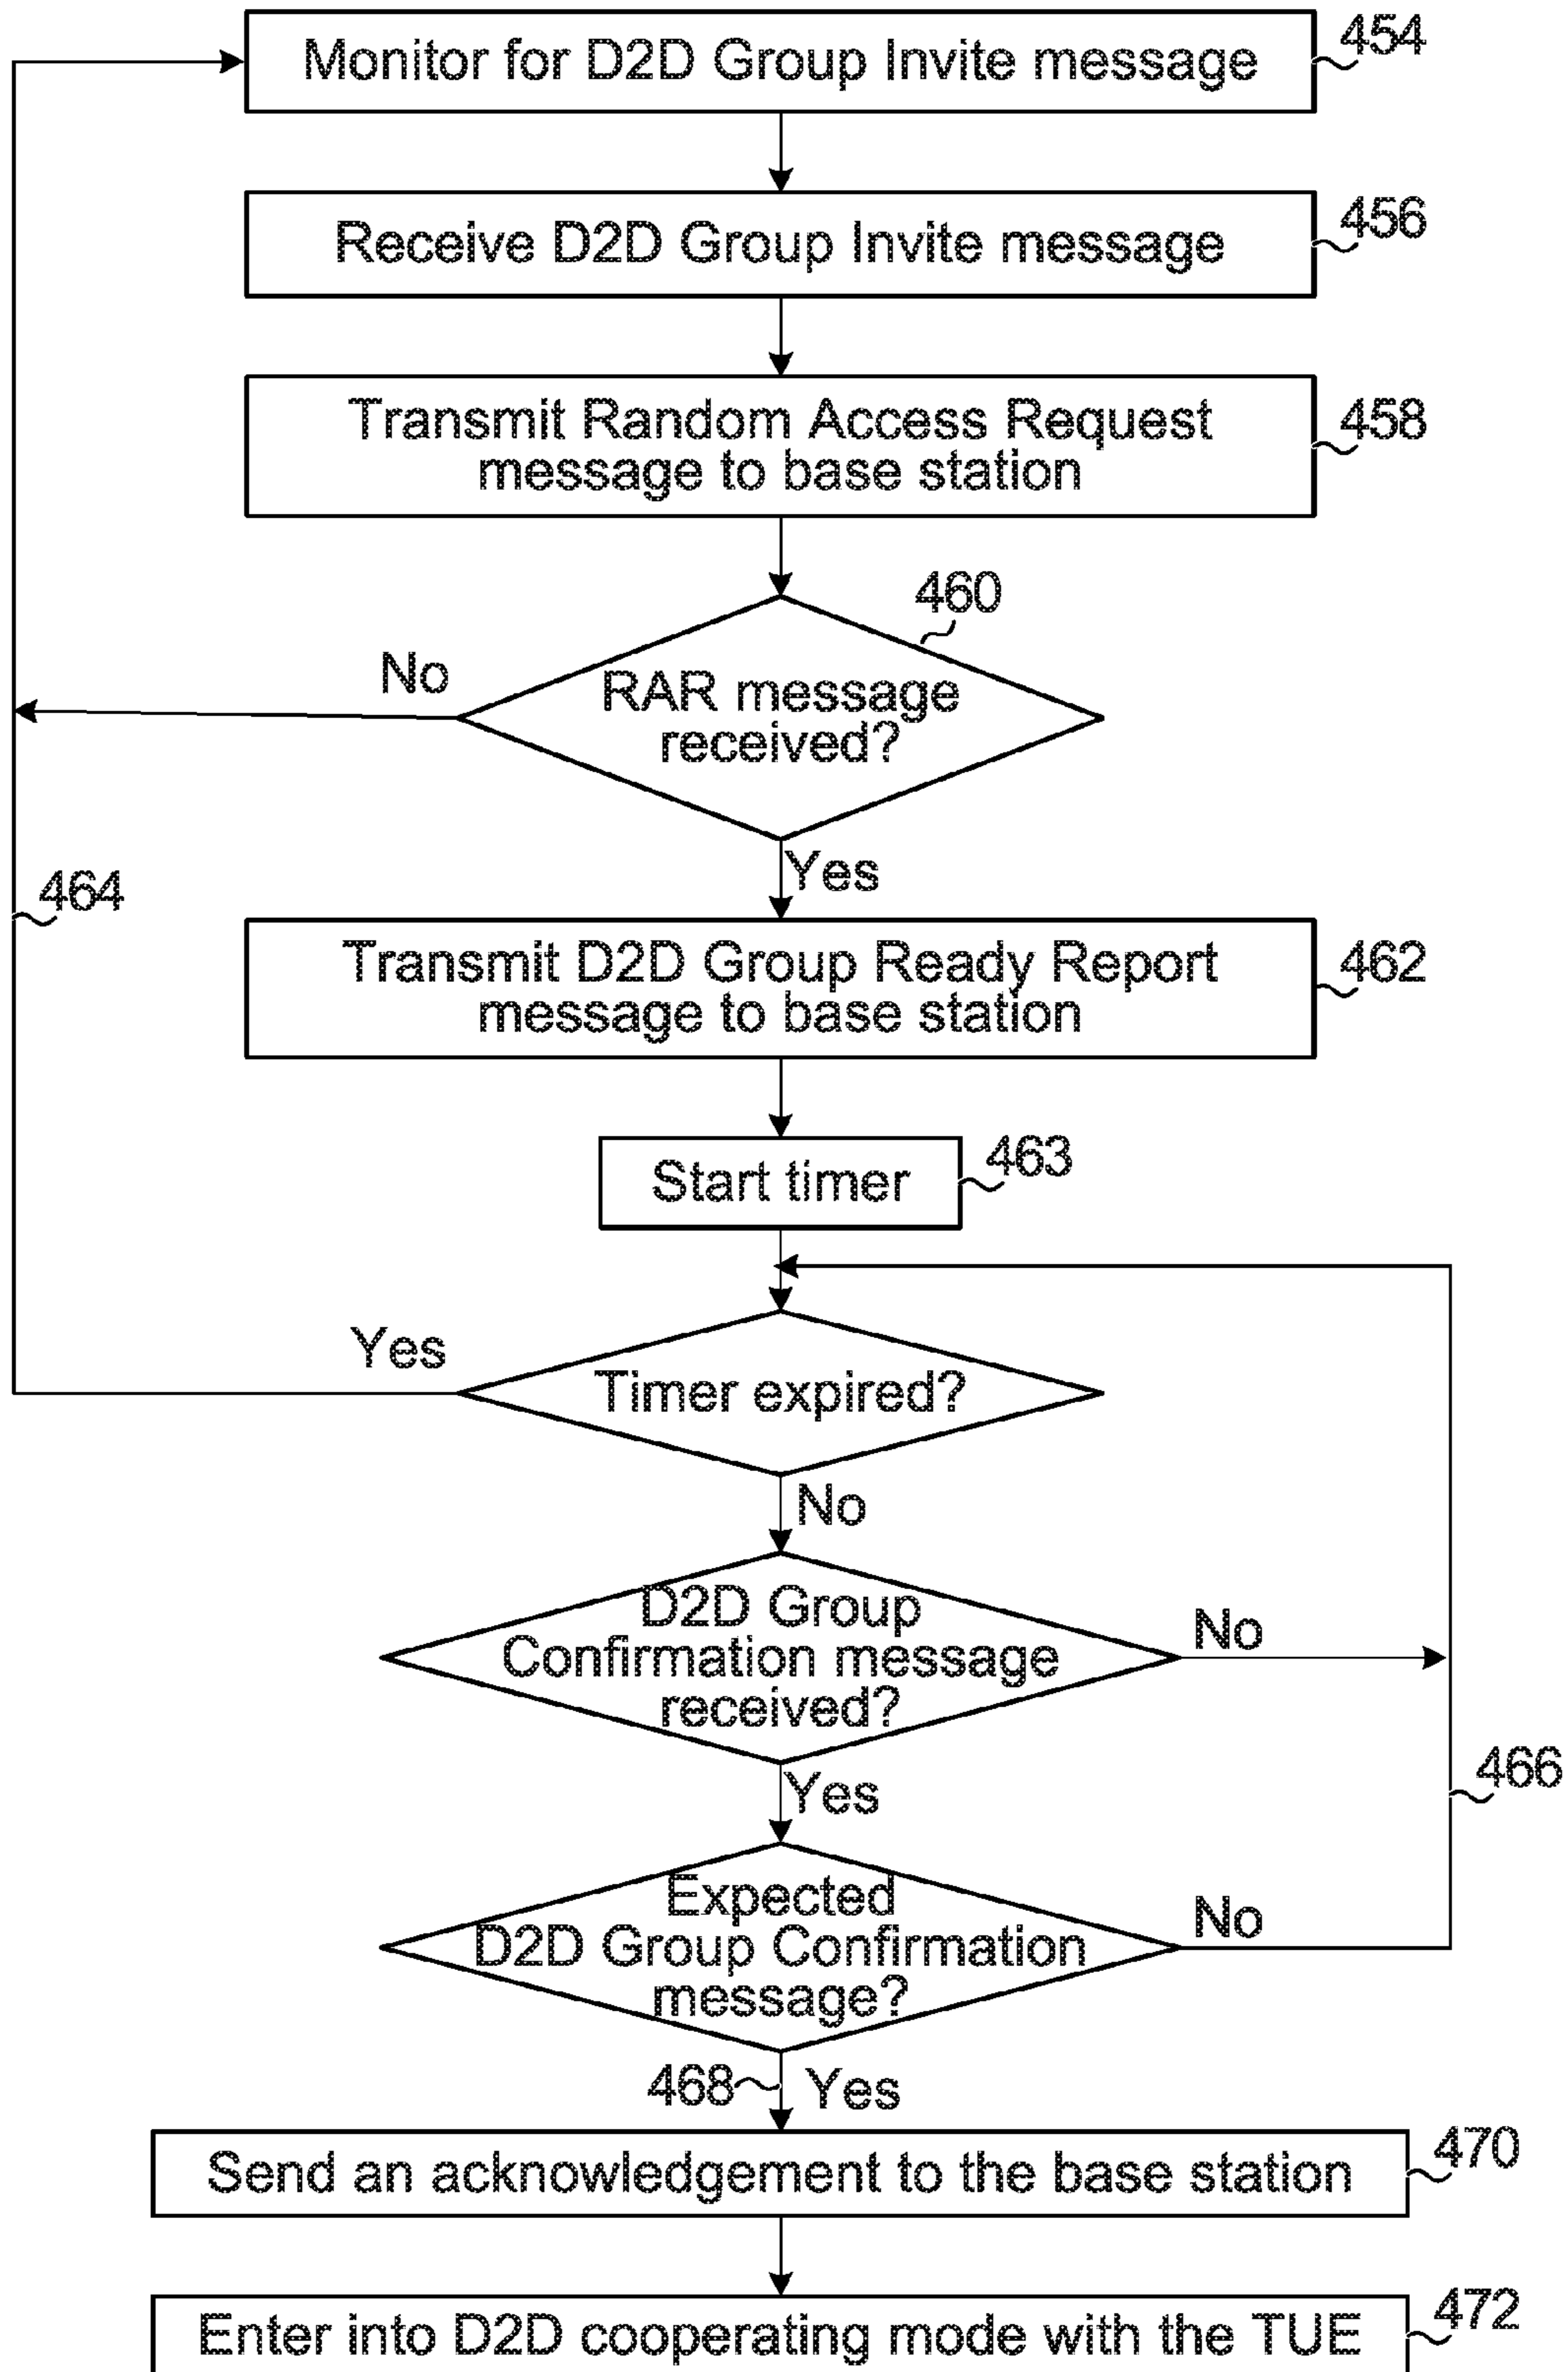 Monitor for D2D Group Invite message
454
Receive D2D Group Invite message
456
Transmit Random Access Request
message to base station
458
460
RAR message
received?
No
Yes
464
Transmit D2D Group Ready Report
message to base station
462
Start timer
463
Timer expired?
Yes
No
D2D Group
Confirmation message
received?
No
Yes
466
Expected
D2D Group Confirmation
message?
No
468
Yes
Send an acknowledgement to the base station
470
Enter into D2D cooperating mode with the TUE
472